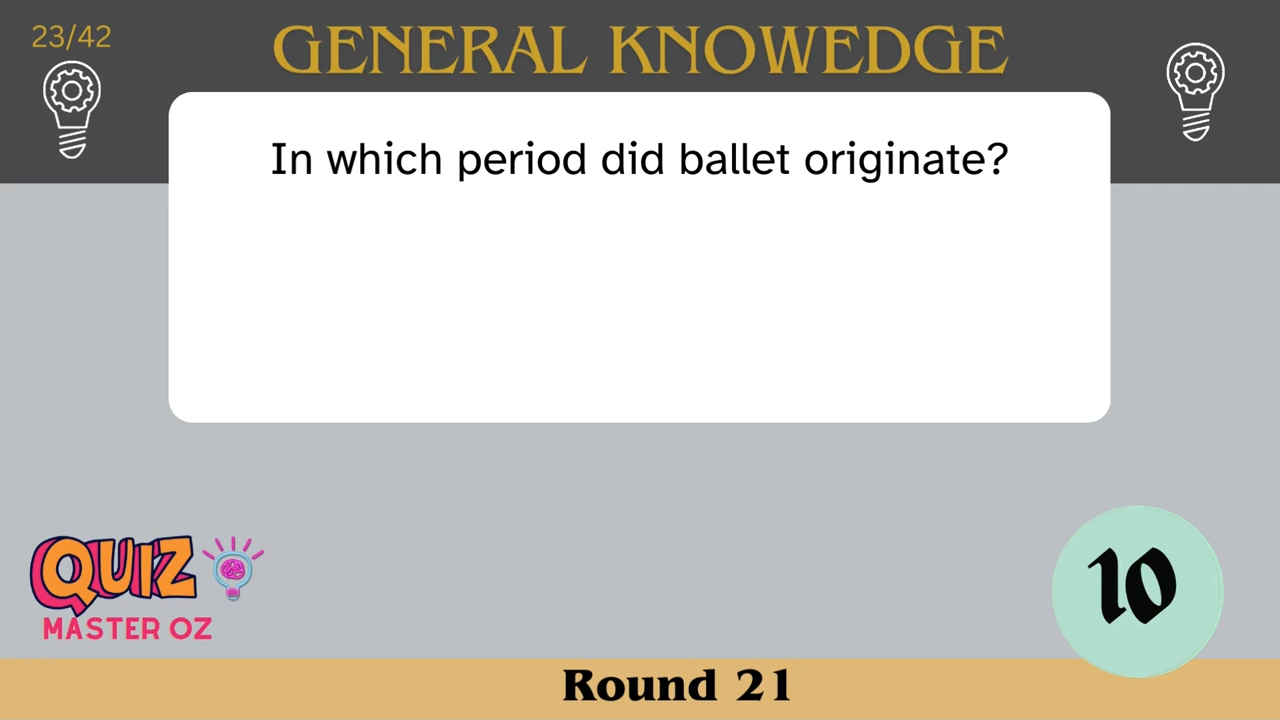 23/42
GENERAL KNOWEDGE
In which period did ballet originate?
QUIZ
MASTER OZ
10
Round 21